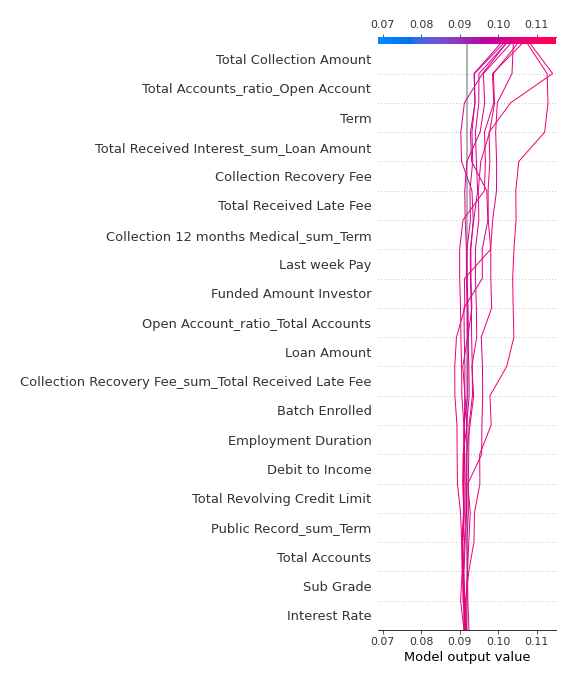 0.07 0.08 0.09 0.10 0.11
Total Collection Amount
Total Accounts_ratio_Open Account
Term
Total Received Interest_sum_Loan Amount
Collection Recovery Fee
Total Received Late Fee
Collection 12 months Medical_sum_Term
Last week Pay
Funded Amount Investor
Open Account_ratio_Total Accounts
Loan Amount
Collection Recovery Fee_sum_Total Received Late Fee
Batch Enrolled
Employment Duration
Debit to Income
Total Revolving Credit Limit
Public Record_sum_Term
Total Accounts
Sub Grade
Interest Rate
0.07 0.08 0.09 0.10 0.11
Model output value